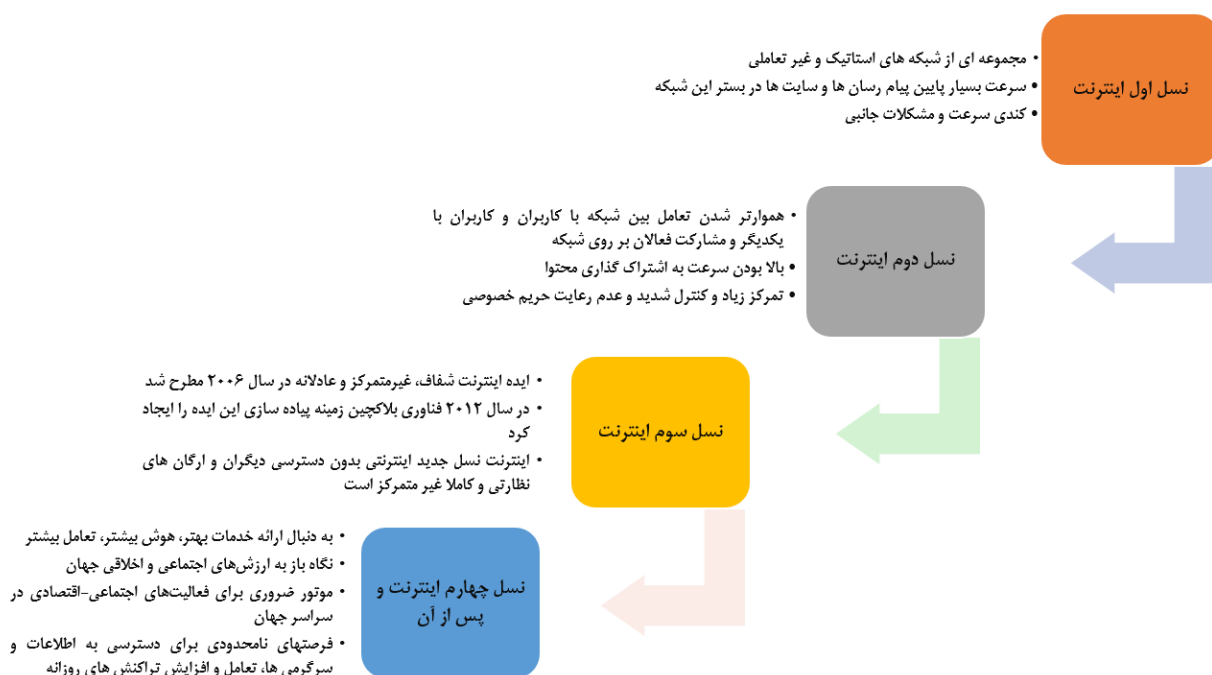 نسل اول اینترنت
• مجموعه ای از شبکه های استاتیک و غیر تعاملی
• سرعت بسیار پایین پیام رسان ها و سایت ها در بستر این شبکه
• کندی سرعت و مشکلات جانبی
نسل دوم اینترنت
• هموارتر شدن تعامل بین شبکه با کاربران و کاربران با
یکدیگر و مشارکت فعالان بر روی شبکه
• بالا بودن سرعت به اشتراک گذاری محتوا
• تمرکز زیاد و کنترل شدید و عدم رعایت حریم خصوصی
نسل سوم اینترنت
• ایده اینترنت شفاف، غیرمتمرکز و عادلانه در سال ۲۰۰۶ مطرح شد
• در سال ۲۰۱۲ فناوری بلاکچین زمینه پیاده سازی این ایده را ایجاد
کرد
• اینترنت نسل جدید اینترنتی بدون دسترسی دیگران و ارگان های
نظارتی و کاملا غیر متمرکز است
نسل چهارم اینترنت و
پس از آن
• به دنبال ارائه خدمات بهتر، هوش بیشتر، تعامل بیشتر
• نگاه باز به ارزش‌های اجتماعی و اخلاقی جهان
• موتور ضروری برای فعالیت‌های اجتماعی-اقتصادی در
سراسر جهان
• فرصتهای نامحدودی برای دسترسی به اطلاعات و
سرگرمی ها، تعامل و افزایش تراکنش های روزانه